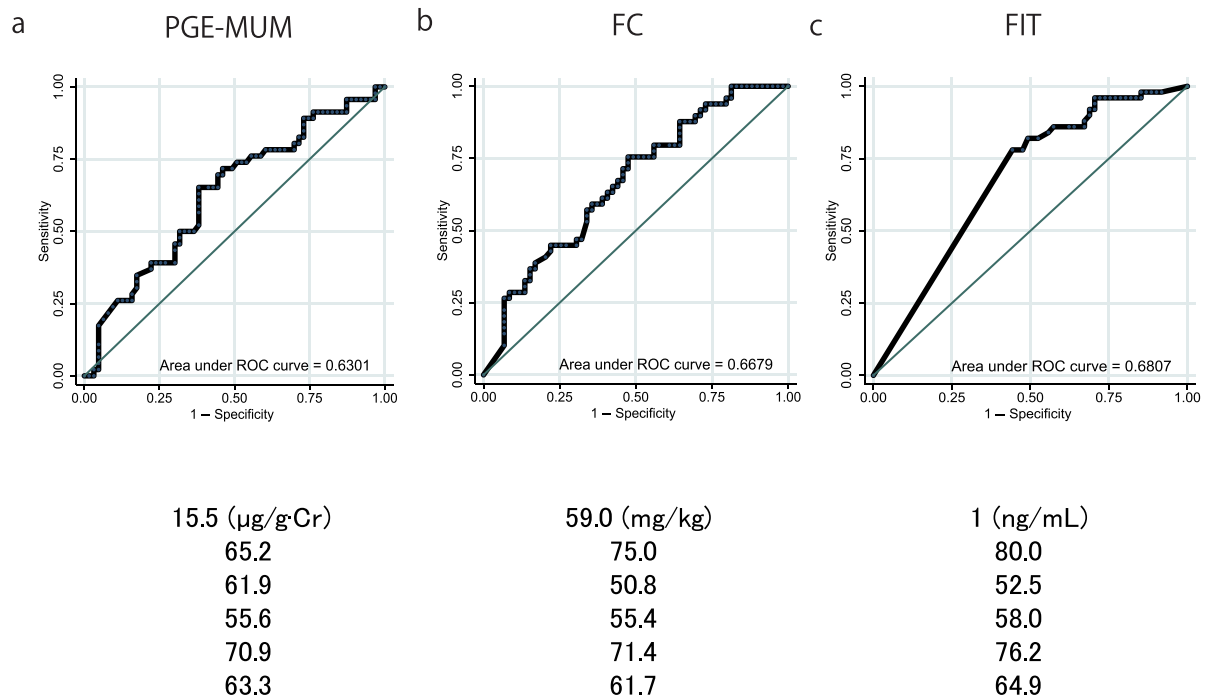 a PGE-MUM
b FC
c FIT
1.00
0.75
0.50
0.25
0.00
Sensitivity
Area under ROC curve = 0.6301
0.00 0.25 0.50 0.75 1.00
1 – Specificity
1.00
0.75
0.50
0.25
0.00
Sensitivity
Area under ROC curve = 0.6679
0.00 0.25 0.50 0.75 1.00
1 – Specificity
1.00
0.75
0.50
0.25
0.00
Sensitivity
Area under ROC curve = 0.6807
0.00 0.25 0.50 0.75 1.00
1 – Specificity
15.5 (μg/g·Cr) 59.0 (mg/kg) 1 (ng/mL)
65.2 75.0 80.0
61.9 50.8 52.5
55.6 55.4 58.0
70.9 71.4 76.2
63.3 61.7 64.9